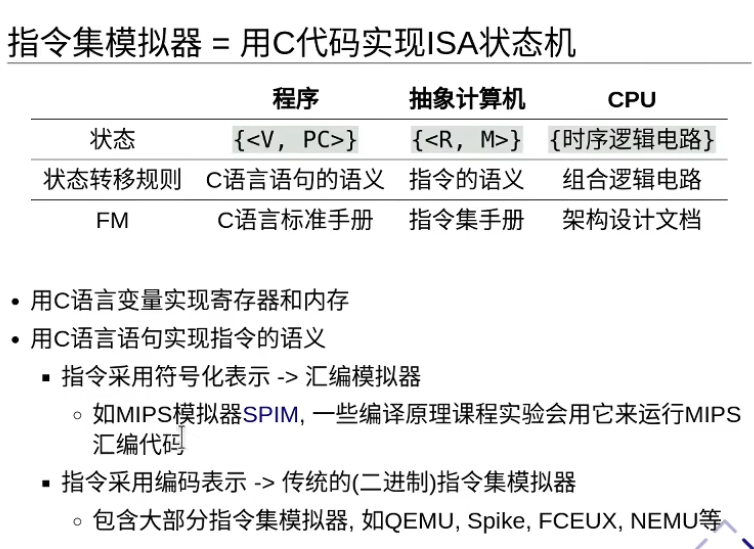 指令集模拟器 = 用C代码实现ISA状态机
程序 抽象计算机 CPU
状态 {<V, PC>} {<R, M>} {时序逻辑电路}
状态转移规则 C语言语句的语义 指令的语义 组合逻辑电路
FM C语言标准手册 指令集手册 架构设计文档
• 用C语言变量实现寄存器和内存
• 用C语言语句实现指令的语义
▪ 指令采用符号化表示 -> 汇编模拟器
◦ 如MIPS模拟器SPIM, 一些编译原理课程实验会用它来运行MIPS
汇编代码
▪ 指令采用编码表示 -> 传统的(二进制)指令集模拟器
◦ 包含大部分指令集模拟器, 如QEMU, Spike, FCEUX, NEMU等